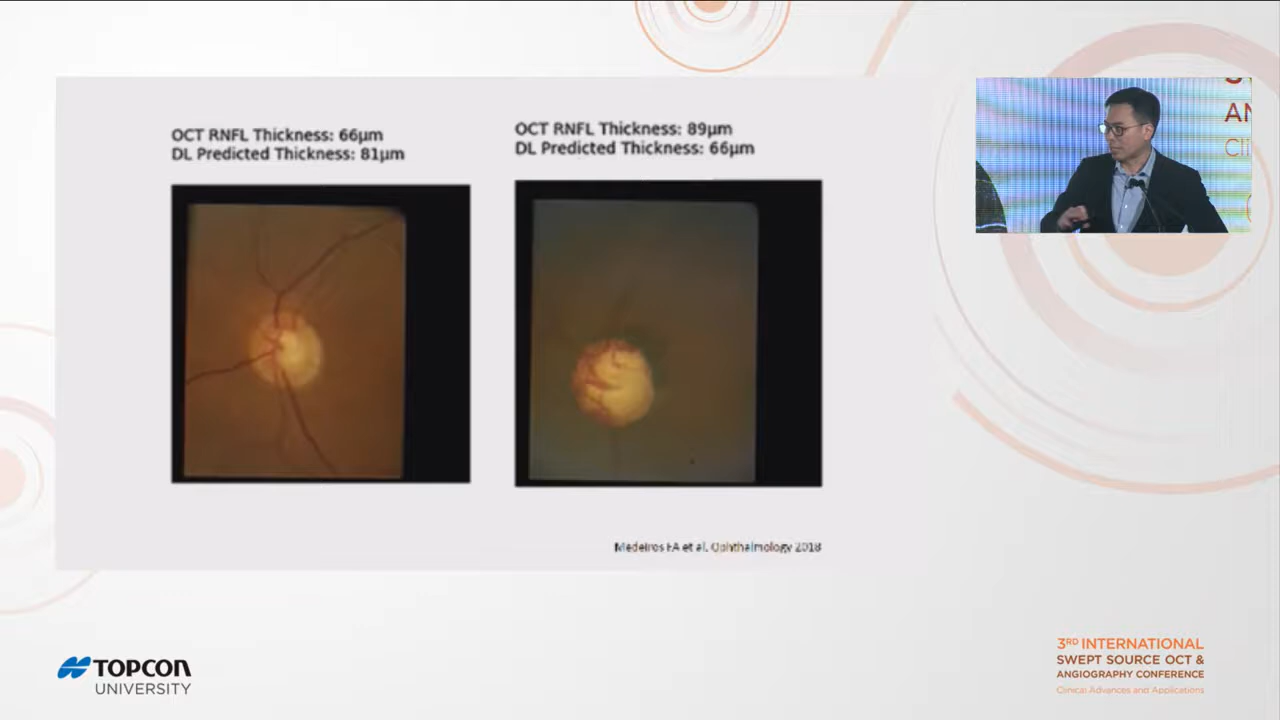 OCT RNFL Thickness: 66µm
DL Predicted Thickness: 81µm
OCT RNFL Thickness: 89µm
DL Predicted Thickness: 66µm
Medeiros FA et al. Ophthalmology 2018
AN
TOPCON
UNIVERSITY
3RD INTERNATIONAL
SWEPT SOURCE OCT &
ANGIOGRAPHY CONFERENCE
Clinical Advances and Applications